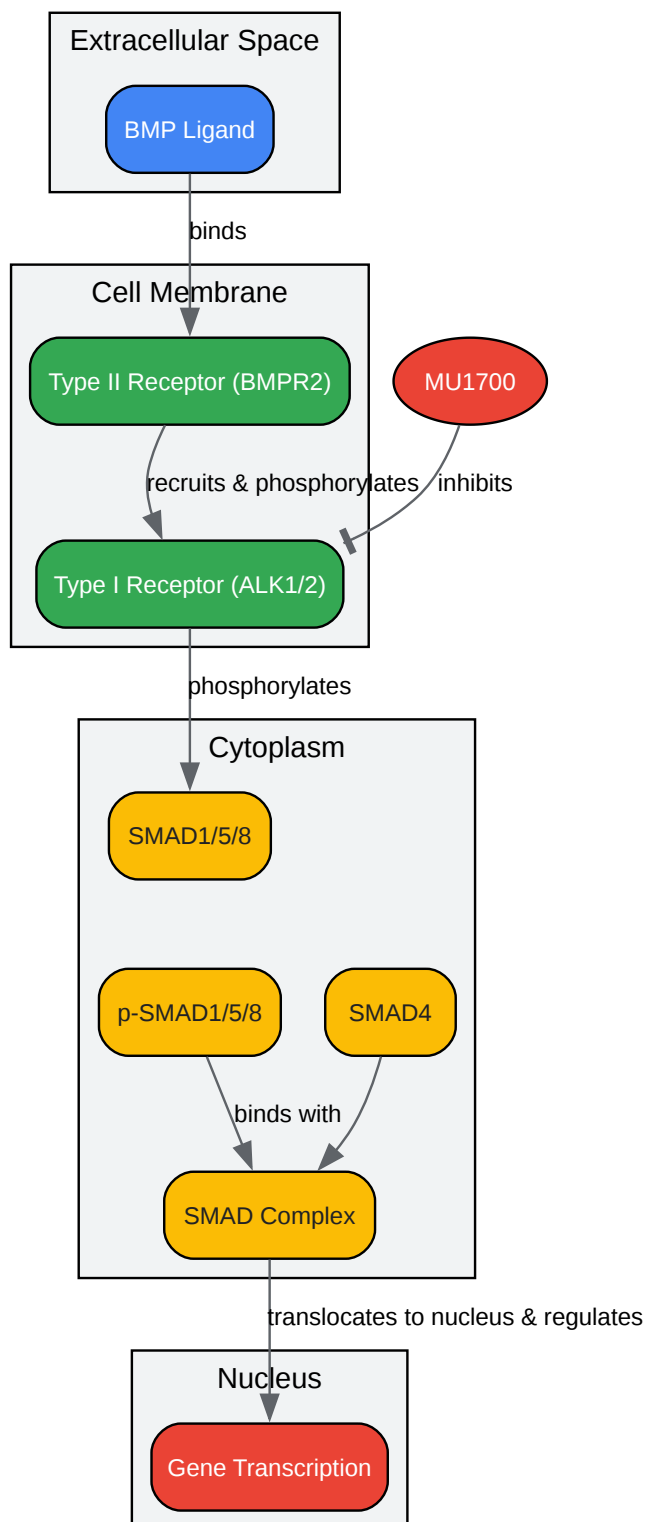 Extracellular Space
BMP Ligand
binds
Cell Membrane
Type II Receptor (BMPR2)
MU1700
recruits & phosphorylates
inhibits
Type I Receptor (ALK1/2)
phosphorylates
Cytoplasm
SMAD1/5/8
p-SMAD1/5/8
SMAD4
binds with
SMAD Complex
translocates to nucleus & regulates
Nucleus
Gene Transcription